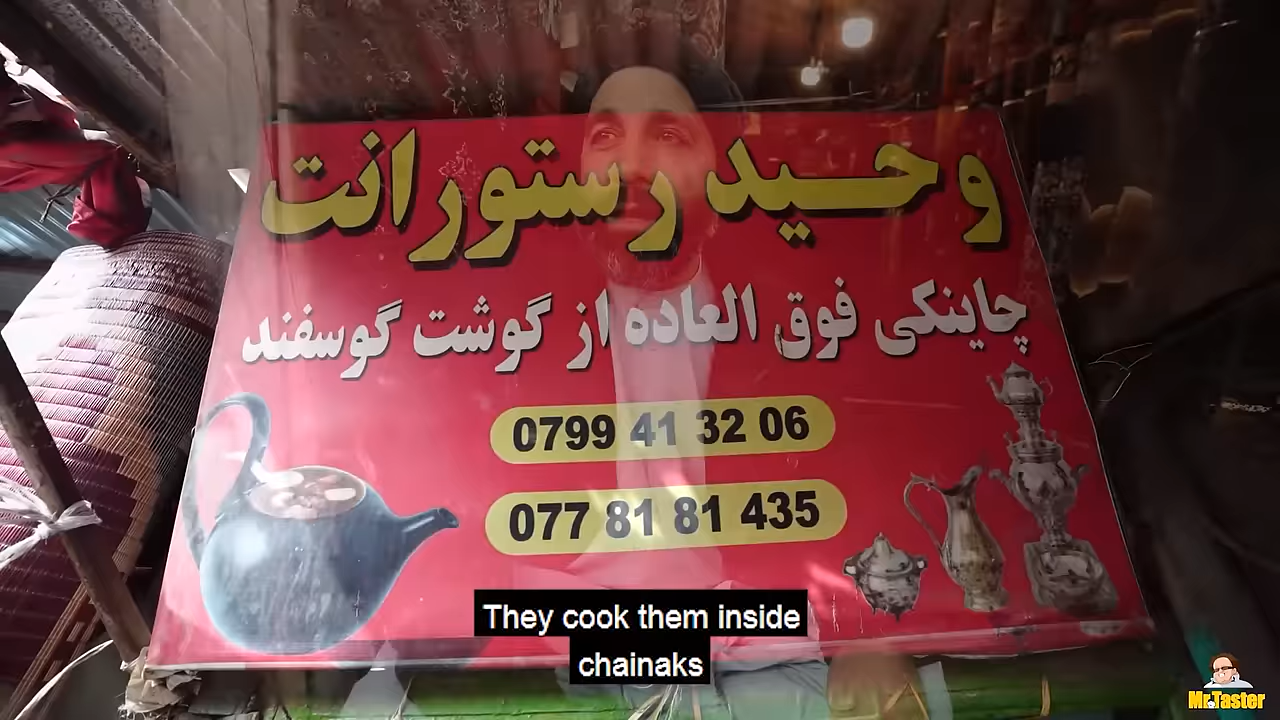 وحید رستورانت
چاینکی فوق العاده از گوشت گوسفند
0799 41 32 06
077 81 81 435
They cook them inside
chainaks
Mr.Taster